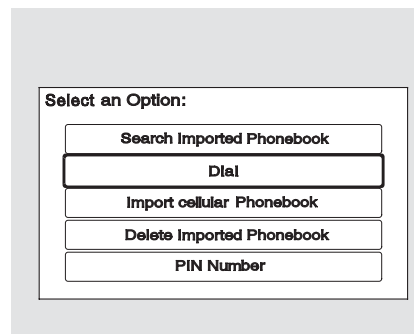 Select an Option:
Search Imported Phonebook
Dial
Import cellular Phonebook
Delete Imported Phonebook
PIN Number